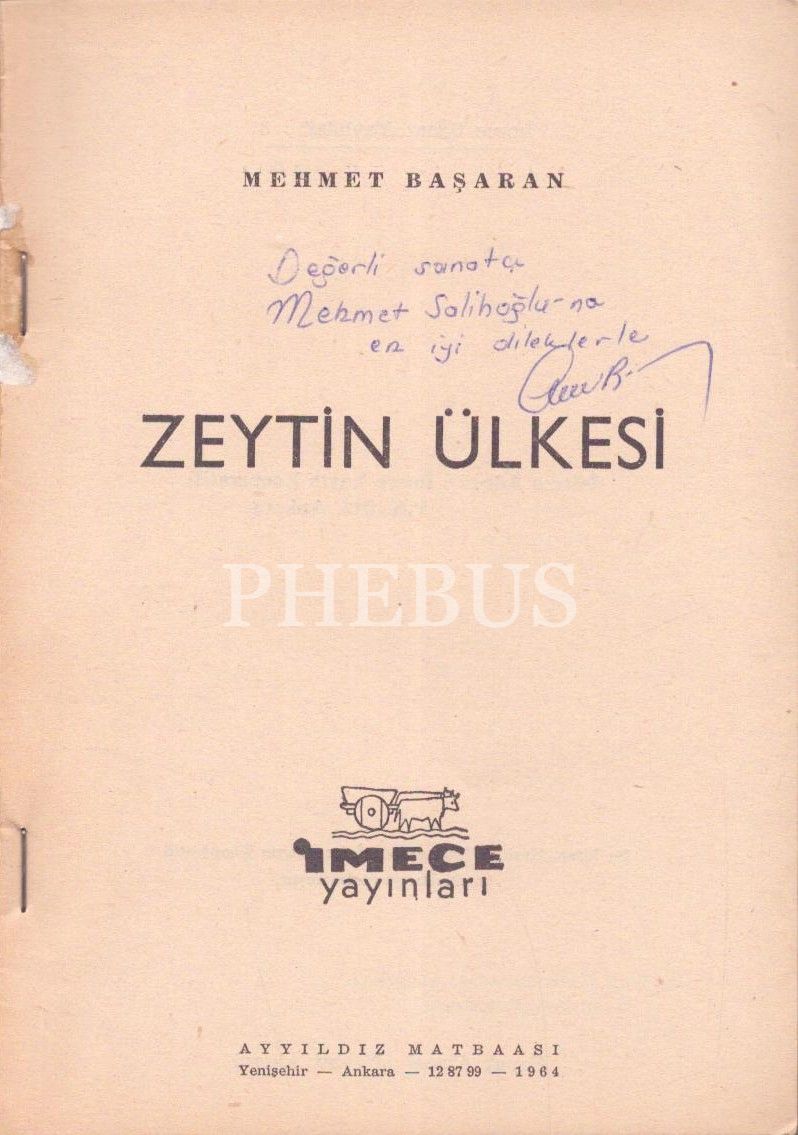 MEHMET BAŞARAN
Değerli sanatçı
Mehmet Salihoğlu-na
en iyi dileklerle
ZEYTİN ÜLKESİ
PHEBUS
İMECE
yayınları
AYYILDIZ MATBAASI
Yenişehir — Ankara — 12 87 99 — 1964